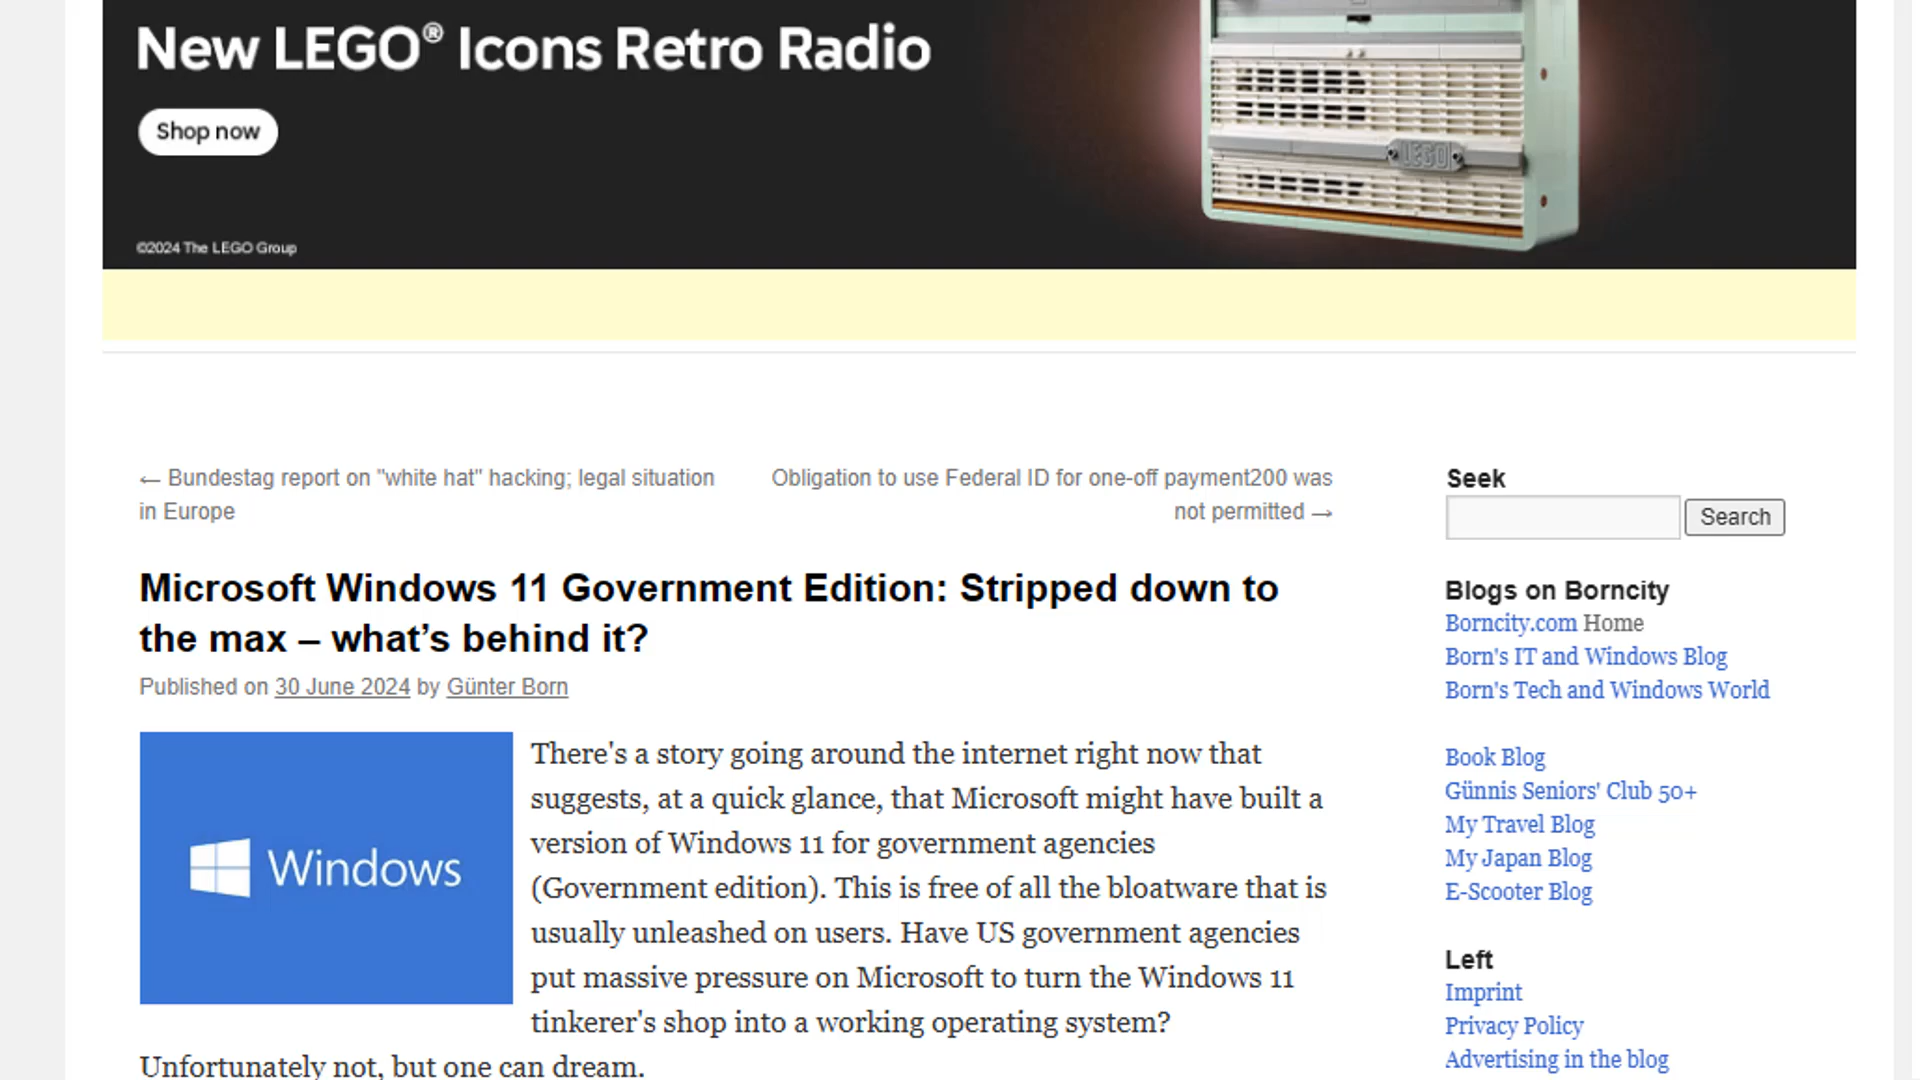 New LEGO® Icons Retro Radio
Shop now
LEGO
©2024 The LEGO Group
← Bundestag report on "white hat" hacking; legal situation
in Europe
Obligation to use Federal ID for one-off payment200 was
not permitted →
Microsoft Windows 11 Government Edition: Stripped down to
the max – what's behind it?
Published on 30 June 2024 by Günter Born
Windows
There's a story going around the internet right now that
suggests, at a quick glance, that Microsoft might have built a
version of Windows 11 for government agencies
(Government edition). This is free of all the bloatware that is
usually unleashed on users. Have US government agencies
put massive pressure on Microsoft to turn the Windows 11
tinkerer's shop into a working operating system?
Unfortunately not, but one can dream.
Seek
Search
Blogs on Borncity
Borncity.com Home
Born's IT and Windows Blog
Born's Tech and Windows World
Book Blog
Günnis Seniors' Club 50+
My Travel Blog
My Japan Blog
E-Scooter Blog
Left
Imprint
Privacy Policy
Advertising in the blog